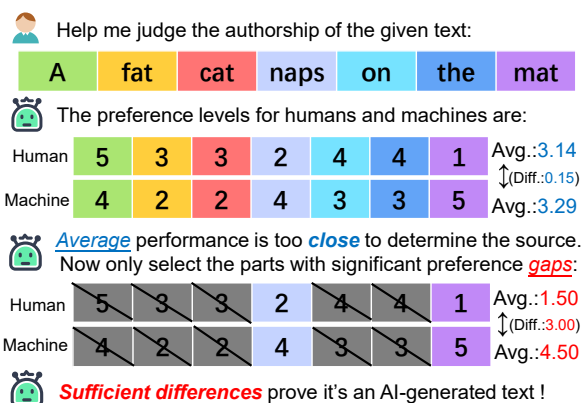 Help me judge the authorship of the given text:
A fat cat naps on the mat
The preference levels for humans and machines are:
Human 5 3 3 2 4 4 1 Avg.:3.14
(Diff.:0.15)
Machine 4 2 2 4 3 3 5 Avg.:3.29
Average performance is too close to determine the source.
Now only select the parts with significant preference gaps:
Human 5 3 3 2 4 4 1 Avg.:1.50
(Diff.:3.00)
Machine 4 2 2 4 3 3 5 Avg.:4.50
Sufficient differences prove it's an AI-generated text !